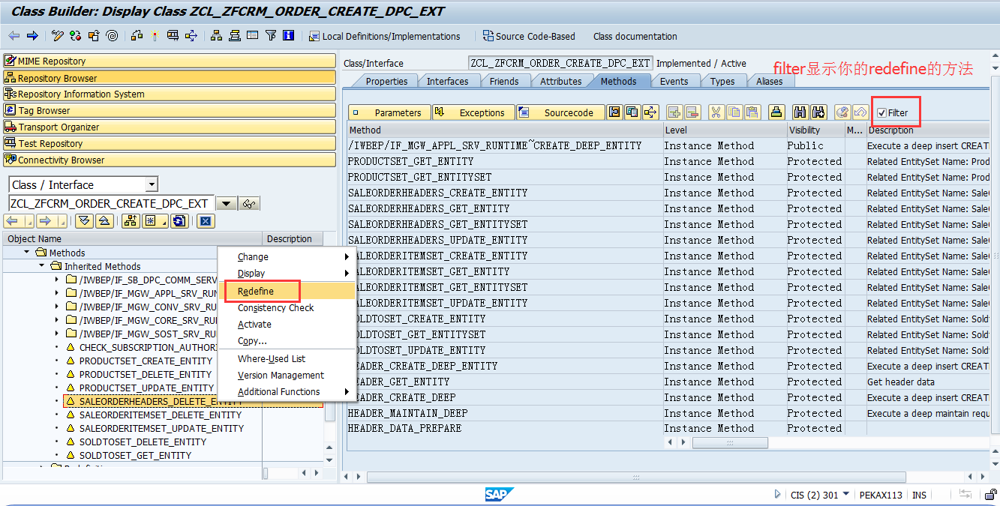 Class Builder: Display Class ZCL_ZFCRM_ORDER_CREATE_DPC_EXT
Local Definitions/Implementations Source Code-Based Class documentation
MIME Repository
Repository Browser
Repository Information System
Tag Browser
Transport Organizer
Test Repository
Connectivity Browser
Class / Interface
ZCL_ZFCRM_ORDER_CREATE_DPC_EXT
Object Name Description
Methods
Inherited Methods
/IWBEP/IF_SB_DPC_COMM_SERV
/IWBEP/IF_MGW_APPL_SRV_RUN
/IWBEP/IF_MGW_CONV_SRV_RU
/IWBEP/IF_MGW_CORE_SRV_RU
/IWBEP/IF_MGW_SOST_SRV_RU
CHECK_SUBSCRIPTION_AUTHORI
PRODUCTSET_CREATE_ENTITY
PRODUCTSET_DELETE_ENTITY
PRODUCTSET_UPDATE_ENTITY
SALEORDERHEADERS_DELETE_ENTITY
SALEORDERITEMSET_DELETE_ENTITY
SALEORDERITEMSET_UPDATE_ENTITY
SOLDTOSET_DELETE_ENTITY
SOLDTOSET_GET_ENTITY
Change
Display
Redefine
Consistency Check
Activate
Copy...
Where-Used List
Version Management
Additional Functions
Class/Interface ZCL_ZFCRM_ORDER_CREATE_DPC_EXT Implemented / Active
filter显示你的redefine的方法
Properties Interfaces Friends Attributes Methods Events Types Aliases
Parameters Exceptions Sourcecode Filter
Method Level Visibility M... Description
/IWBEP/IF_MGW_APPL_SRV_RUNTIME~CREATE_DEEP_ENTITY Instance Method Public Execute a deep insert CREAT
PRODUCTSET_GET_ENTITY Instance Method Protected Related EntitySet Name: Prod
PRODUCTSET_GET_ENTITYSET Instance Method Protected Related EntitySet Name: Prod
SALEORDERHEADERS_CREATE_ENTITY Instance Method Protected Related EntitySet Name: SaleO
SALEORDERHEADERS_GET_ENTITY Instance Method Protected Related EntitySet Name: SaleO
SALEORDERHEADERS_GET_ENTITYSET Instance Method Protected Related EntitySet Name: SaleO
SALEORDERHEADERS_UPDATE_ENTITY Instance Method Protected Related EntitySet Name: SaleO
ALEORDERITEMSET_CREATE_ENTITY Instance Method Protected Related EntitySet Name: SaleO
ALEORDERITEMSET_GET_ENTITY Instance Method Protected Related EntitySet Name: SaleO
ALEORDERITEMSET_GET_ENTITYSET Instance Method Protected Related EntitySet Name: SaleO
ALEORDERITEMSET_UPDATE_ENTITY Instance Method Protected Related EntitySet Name: SaleO
OLDTOSET_CREATE_ENTITY Instance Method Protected Related EntitySet Name: Soldt
OLDTOSET_GET_ENTITYSET Instance Method Protected Related EntitySet Name: Soldt
OLDTOSET_UPDATE_ENTITY Instance Method Protected Related EntitySet Name: Soldt
EADER_CREATE_DEEP_ENTITY Instance Method Protected Execute a deep insert CREAT
EADER_GET_ENTITY Instance Method Protected Get header data
EADER_CREATE_DEEP Instance Method Protected Execute a deep insert CREAT
HEADER_MAINTAIN_DEEP Instance Method Protected Execute a deep maintain requ
HEADER_DATA_PREPARE Instance Method Protected
SAP CIS (2) 301 PEKAX113 INS